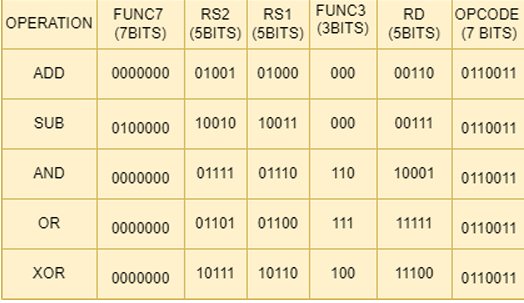 OPERATION FUNC7 (7BITS) RS2 (5BITS) RS1 (5BITS) FUNC3 (3BITS) RD (5BITS) OPCODE (7 BITS)
ADD 0000000 01001 01000 000 00110 0110011
SUB 0100000 10010 10011 000 00111 0110011
AND 0000000 01111 01110 110 10001 0110011
OR 0000000 01101 01100 111 11111 0110011
XOR 0000000 10111 10110 100 11100 0110011